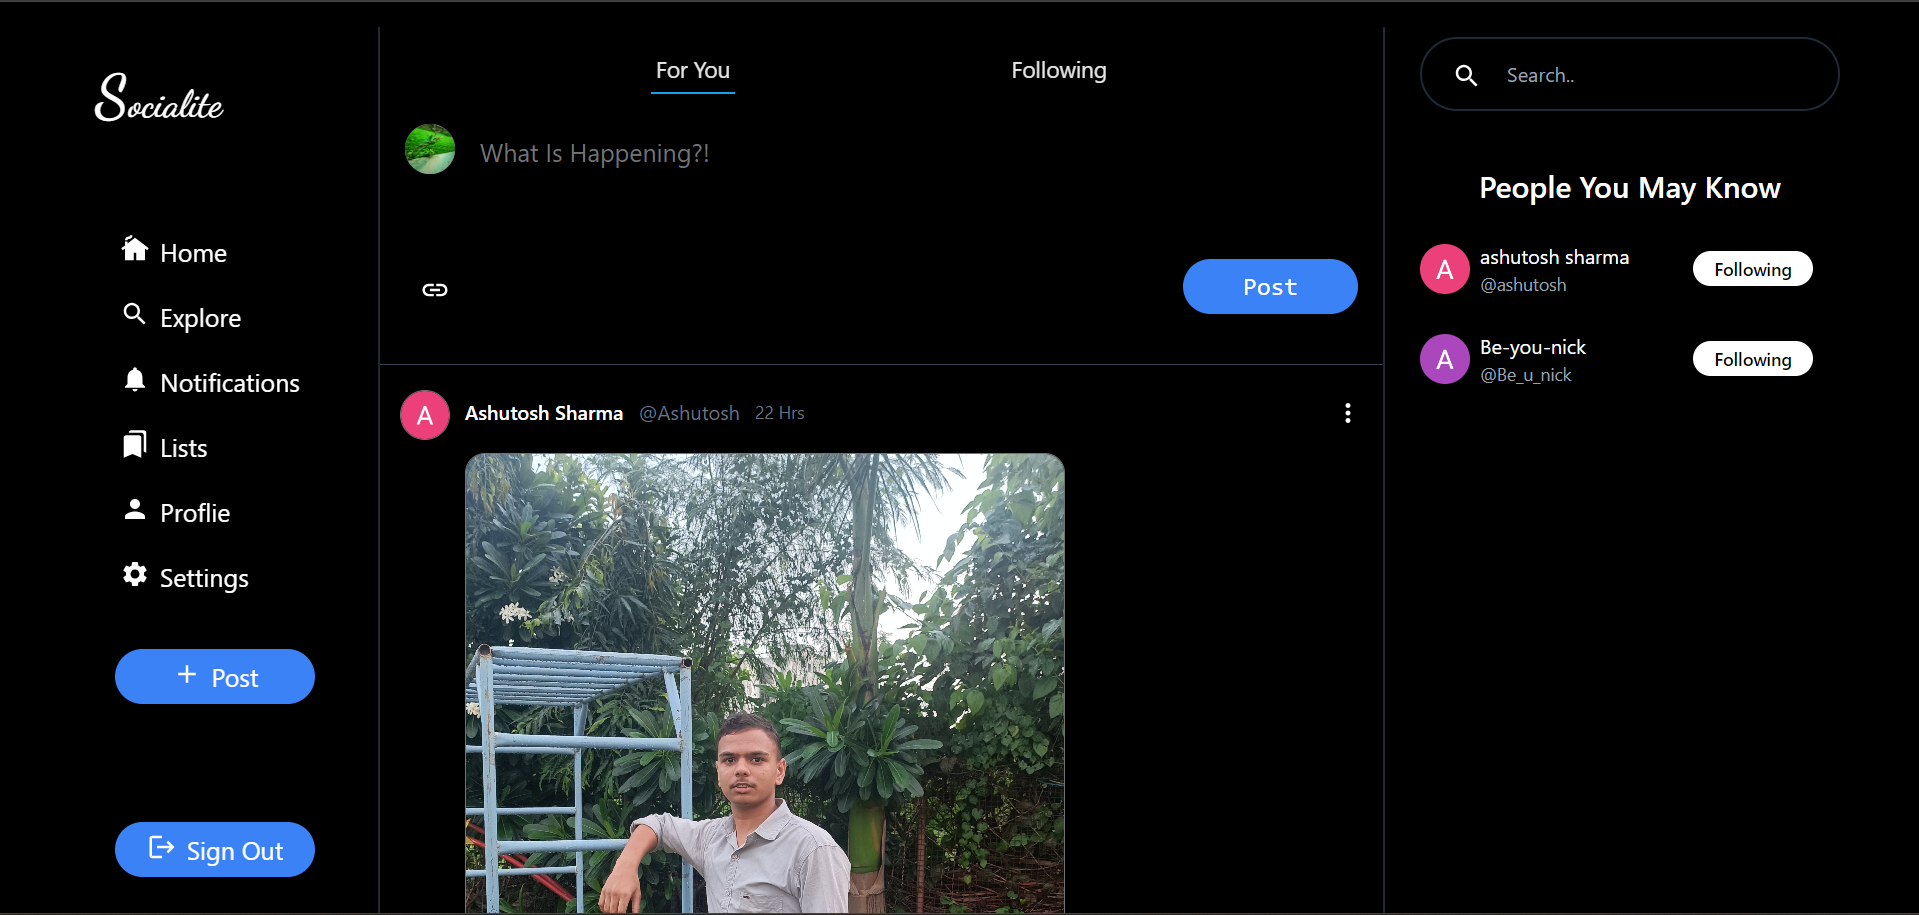 Socialite
Home
Explore
Notifications
Lists
Proflie
Settings
+ Post
Sign Out
For You
Following
What Is Happening?!
Post
A
Ashutosh Sharma @Ashutosh 22 Hrs
Search..
People You May Know
A
ashutosh sharma
@ashutosh
Following
A
Be-you-nick
@Be_u_nick
Following